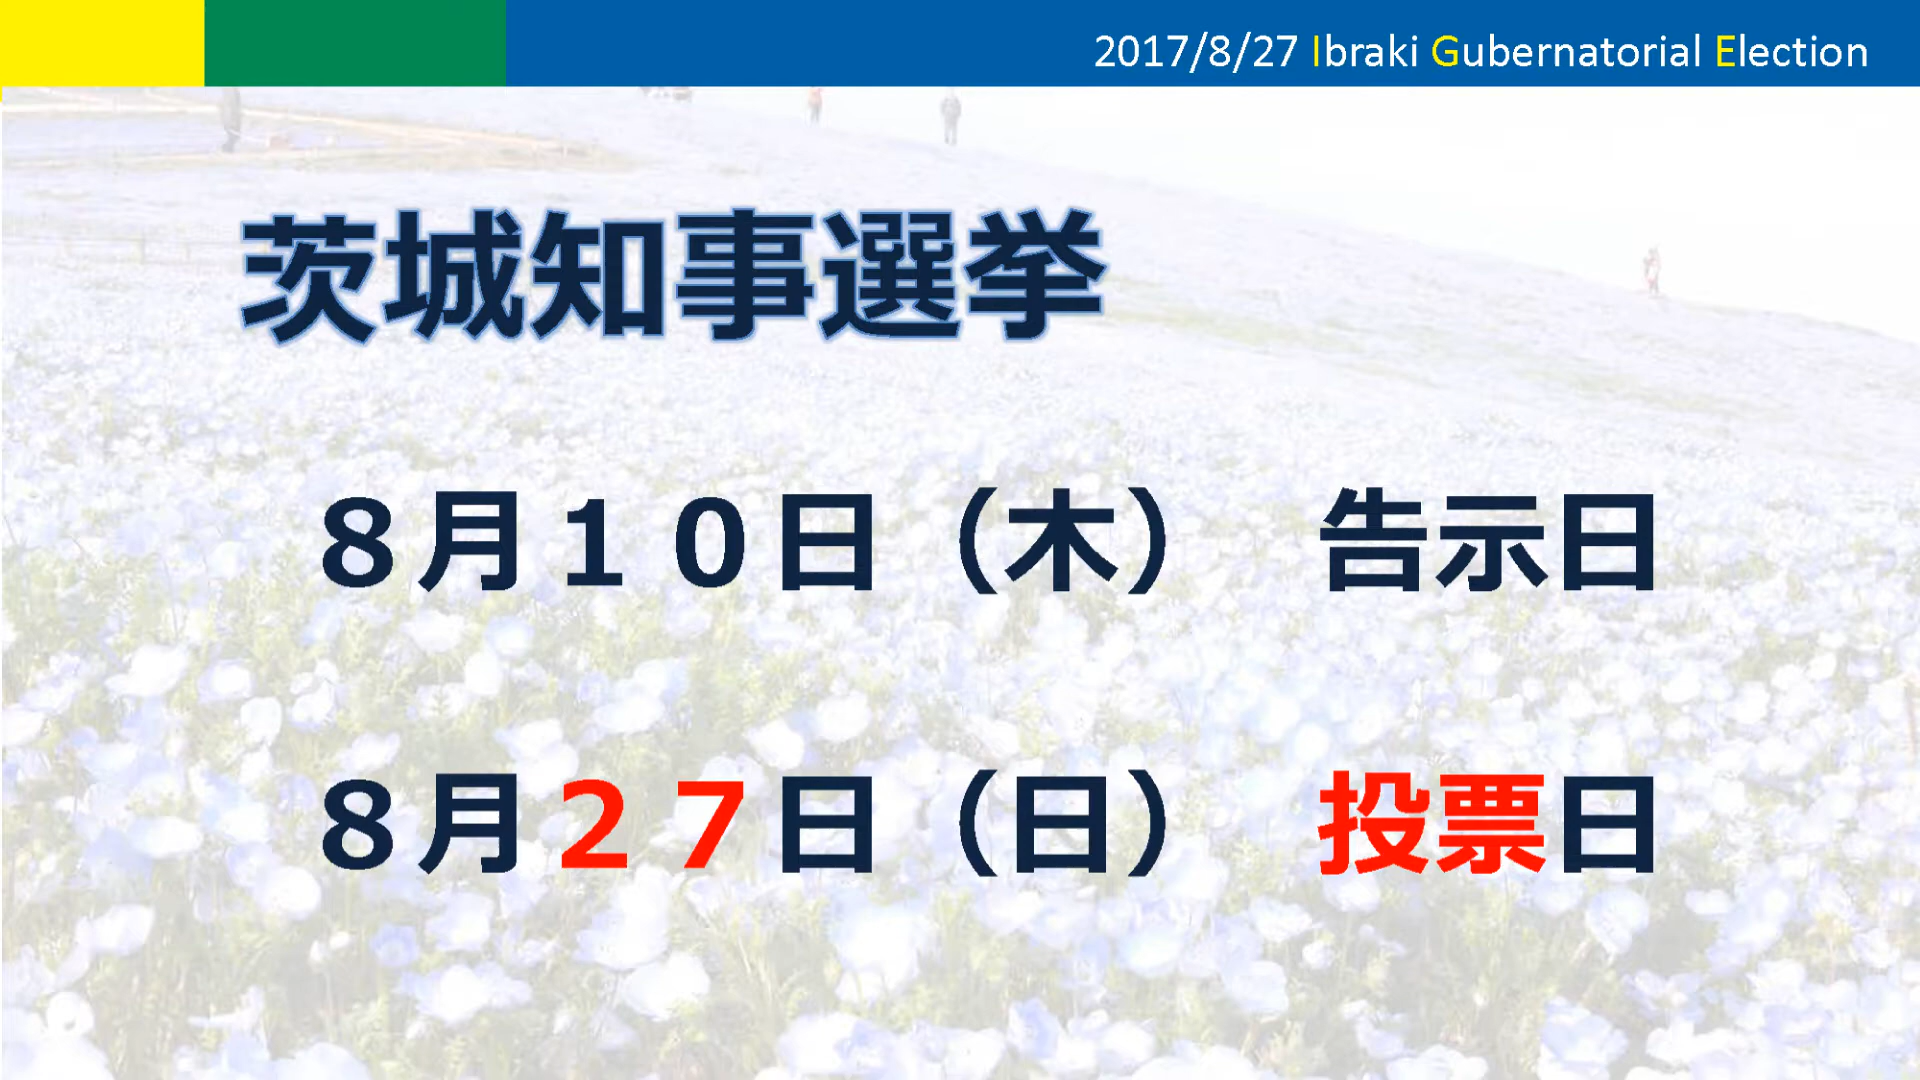 2017/8/27 Ibraki Gubernatorial Election
茨城知事選挙
８月１０日（木）　告示日
８月２７日（日）　投票日